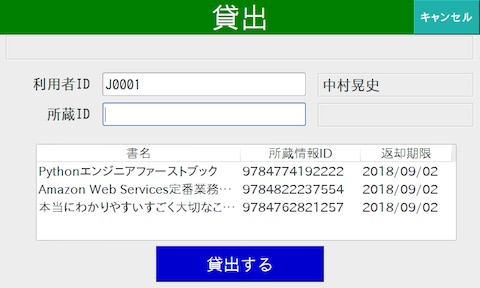 貸出
キャンセル
利用者ID J0001 中村晃史
所蔵ID
書名 所蔵情報ID 返却期限
Pythonエンジニアファーストブック 9784774192222 2018/09/02
Amazon Web Services定番業務… 9784822237554 2018/09/02
本当にわかりやすいすごく大切なこ… 9784762821257 2018/09/02
貸出する